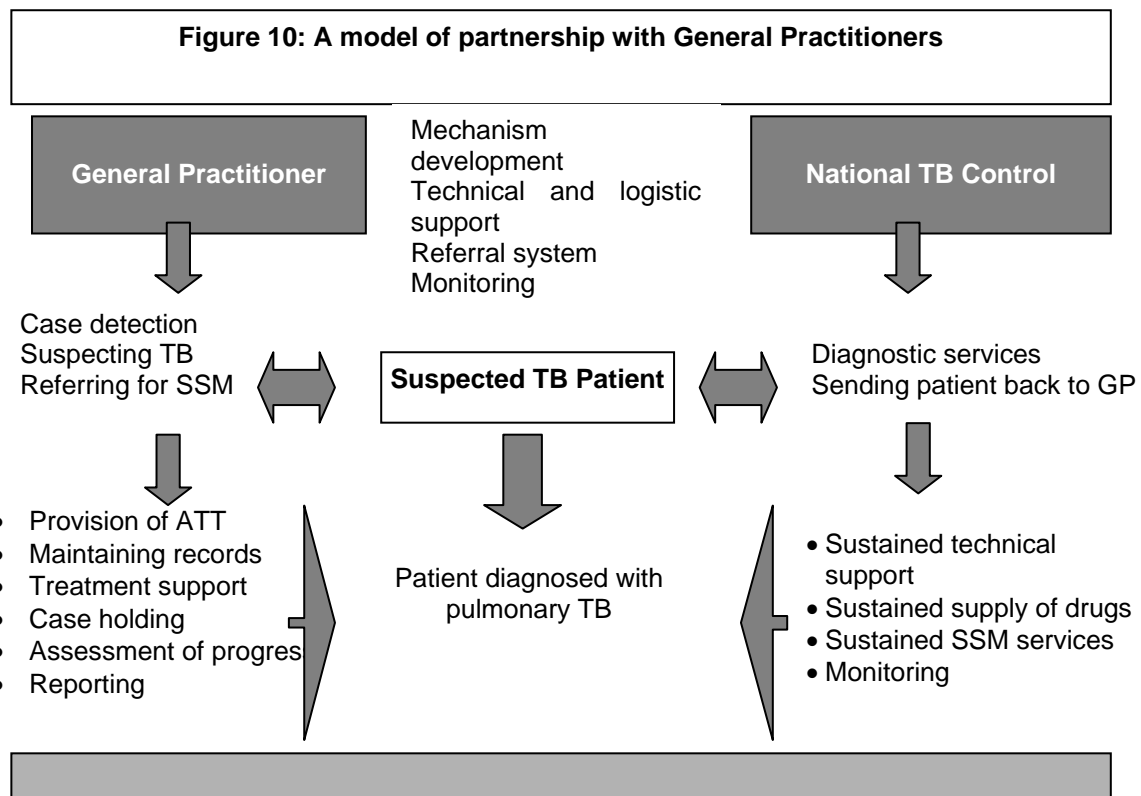 Figure 10: A model of partnership with General Practitioners
General Practitioner
Mechanism
development
Technical and logistic
support
Referral system
Monitoring
National TB Control
Case detection
Suspecting TB
Referring for SSM
Suspected TB Patient
Diagnostic services
Sending patient back to GP
• Provision of ATT
• Maintaining records
• Treatment support
• Case holding
• Assessment of progres
• Reporting
Patient diagnosed with
pulmonary TB
• Sustained technical
support
• Sustained supply of drugs
• Sustained SSM services
• Monitoring